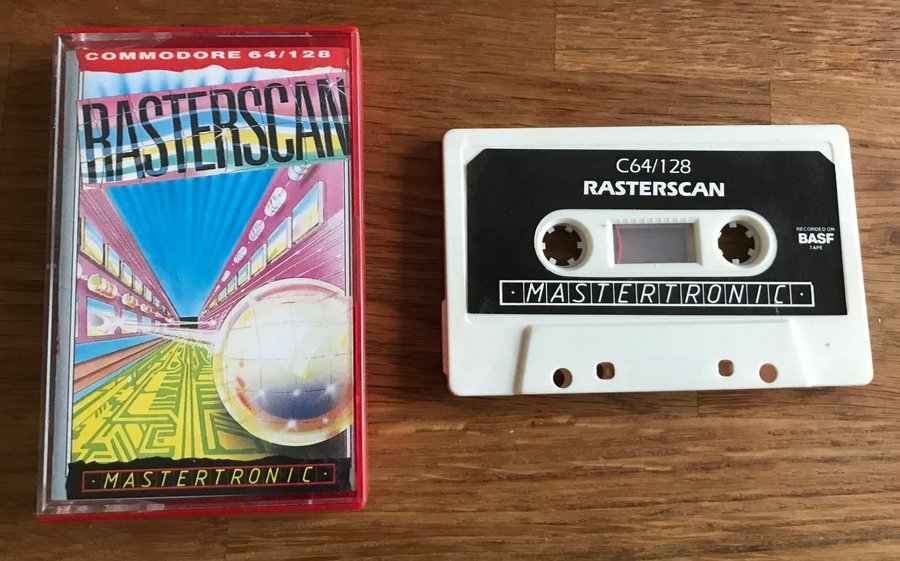 COMMODORE 64/128
RASTERSCAN
· MASTERTRONIC ·
C64/128
RASTERSCAN
RECORDED ON
BASF
TAPE
· MASTERTRONIC ·